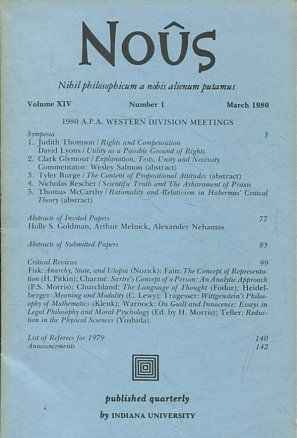 NOÛS
Nihil philosophicum a nobis alienum putamus
Volume XIV Number 1 March 1980
1980 A.P.A. WESTERN DIVISION MEETINGS
Symposia 3
1. Judith Thomson / Rights and Compensation
David Lyons / Utility as a Possible Ground of Rights
2. Clark Glymour / Explanation, Tests, Unity and Necessity
Commentator: Wesley Salmon (abstract)
3. Tyler Burge / The Content of Propositional Attitudes (abstract)
4. Nicholas Rescher / Scientific Truth and The Arbitrament of Praxis
5. Thomas McCarthy / Rationality and Relativism in Habermas' Critical
Theory (abstract)
Abstracts of Invited Papers 77
Holly S. Goldman, Arthur Melnick, Alexander Nehamas
Abstracts of Submitted Papers 85
Critical Reviews 99
Fisk: Anarchy, State, and Utopia (Nozick); Fain: The Concept of Representa-
tion (H. Pitkin); Charmé: Sartre's Concept of a Person: An Analytic Approach
(P.S. Morris); Churchland: The Language of Thought (Fodor); Heidel-
berger: Meaning and Modality (C. Lewy); Tragesser: Wittgenstein's Philos-
ophy of Mathematics (Klenk); Warnock: On Guilt and Innocence: Essays in
Legal Philosophy and Moral Psychology (Ed. by H. Morris); Teller: Reduc-
tion in the Physical Sciences (Yoshida).
List of Referees for 1979 140
Announcements 142
published quarterly
by INDIANA UNIVERSITY